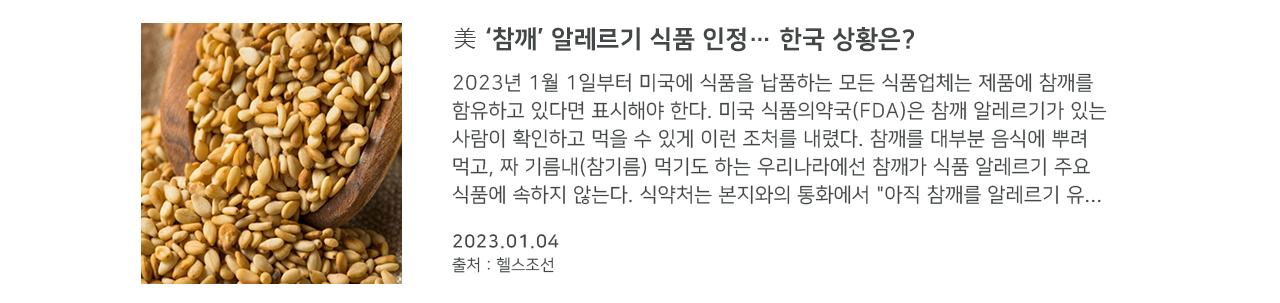 美 ‘참깨’ 알레르기 식품 인정… 한국 상황은?
2023년 1월 1일부터 미국에 식품을 납품하는 모든 식품업체는 제품에 참깨를
함유하고 있다면 표시해야 한다. 미국 식품의약국(FDA)은 참깨 알레르기가 있는
사람이 확인하고 먹을 수 있게 이런 조처를 내렸다. 참깨를 대부분 음식에 뿌려
먹고, 짜 기름내(참기름) 먹기도 하는 우리나라에선 참깨가 식품 알레르기 주요
식품에 속하지 않는다. 식약처는 본지와의 통화에서 "아직 참깨를 알레르기 유...
2023.01.04
출처 : 헬스조선